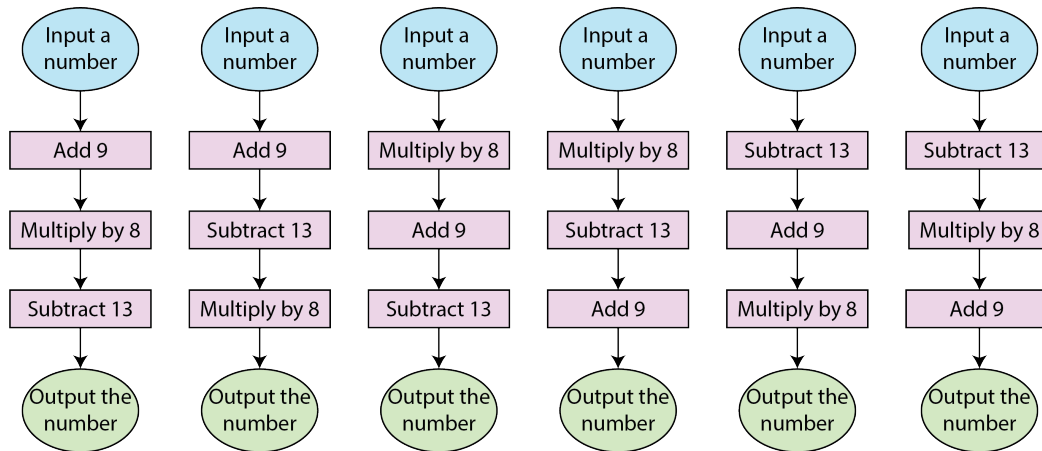 Input a
number
Add 9
Multiply by 8
Subtract 13
Output the
number
Input a
number
Add 9
Subtract 13
Multiply by 8
Output the
number
Input a
number
Multiply by 8
Add 9
Subtract 13
Output the
number
Input a
number
Multiply by 8
Subtract 13
Add 9
Output the
number
Input a
number
Subtract 13
Add 9
Multiply by 8
Output the
number
Input a
number
Subtract 13
Multiply by 8
Add 9
Output the
number